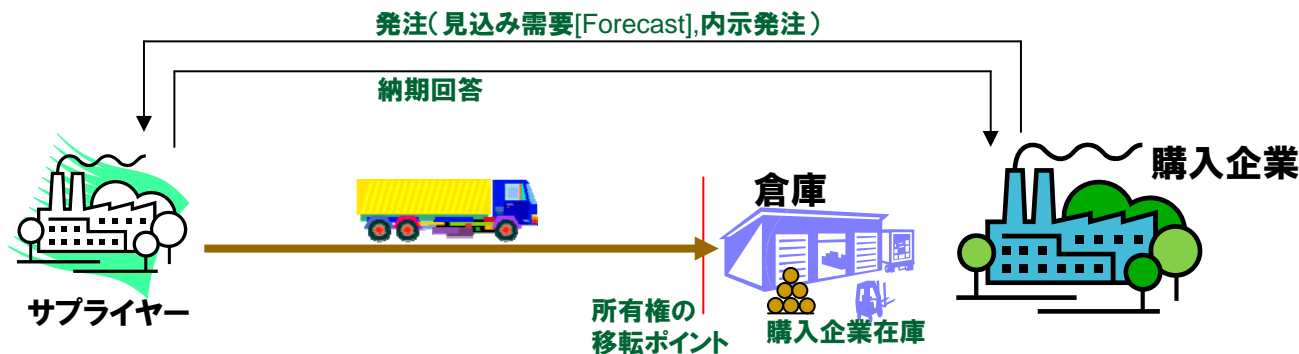 発注（見込み需要[Forecast],内示発注）
納期回答
購入企業
倉庫
サプライヤー
所有権の
移転ポイント
購入企業在庫